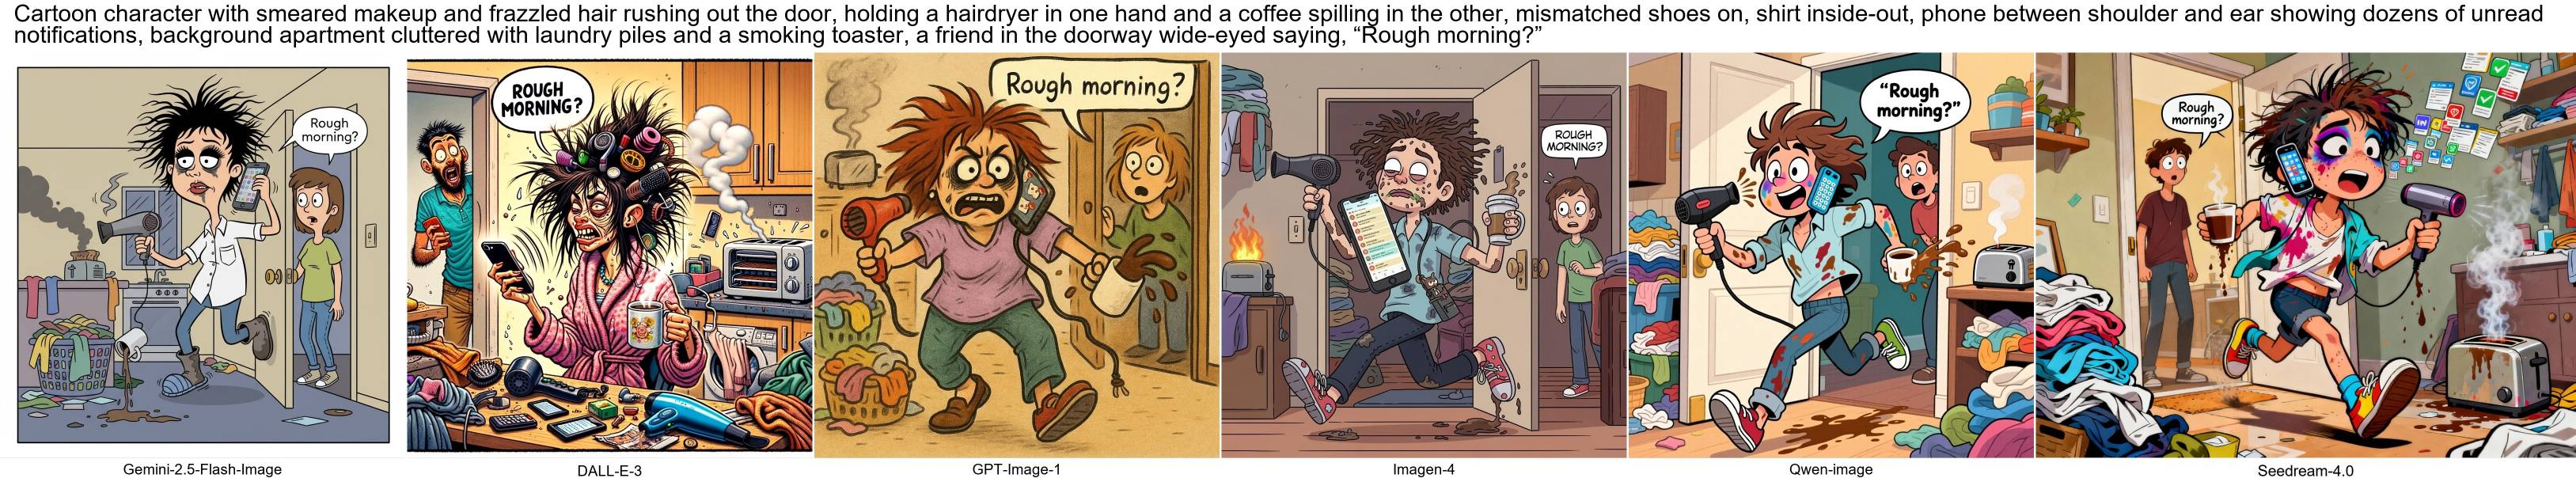 Cartoon character with smeared makeup and frazzled hair rushing out the door, holding a hairdryer in one hand and a coffee spilling in the other, mismatched shoes on, shirt inside-out, phone between shoulder and ear showing dozens of unread
notifications, background apartment cluttered with laundry piles and a smoking toaster, a friend in the doorway wide-eyed saying, “Rough morning?”
Rough
morning?
ROUGH
MORNING?
Rough morning?
ROUGH
MORNING?
“Rough
morning?”
Rough
morning?
Gemini-2.5-Flash-Image
DALL-E-3
GPT-Image-1
Imagen-4
Qwen-image
Seedream-4.0